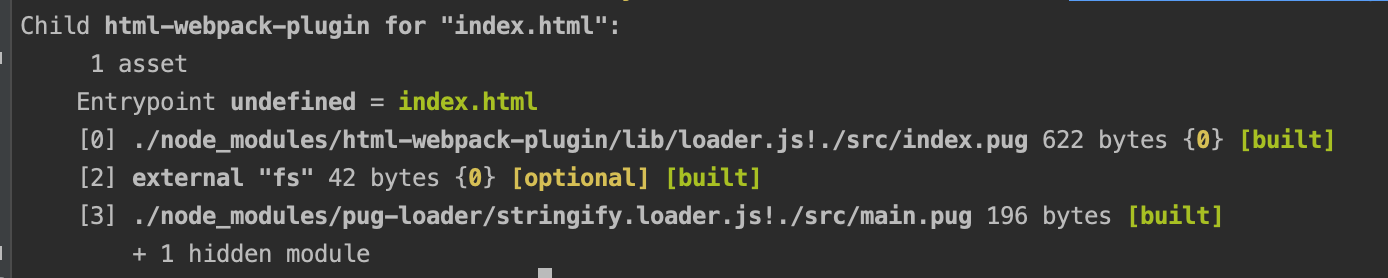 Child html-webpack-plugin for "index.html":
1 asset
Entrypoint undefined = index.html
[0] ./node_modules/html-webpack-plugin/lib/loader.js!./src/index.pug 622 bytes {0} [built]
[2] external "fs" 42 bytes {0} [optional] [built]
[3] ./node_modules/pug-loader/stringify.loader.js!./src/main.pug 196 bytes [built]
+ 1 hidden module